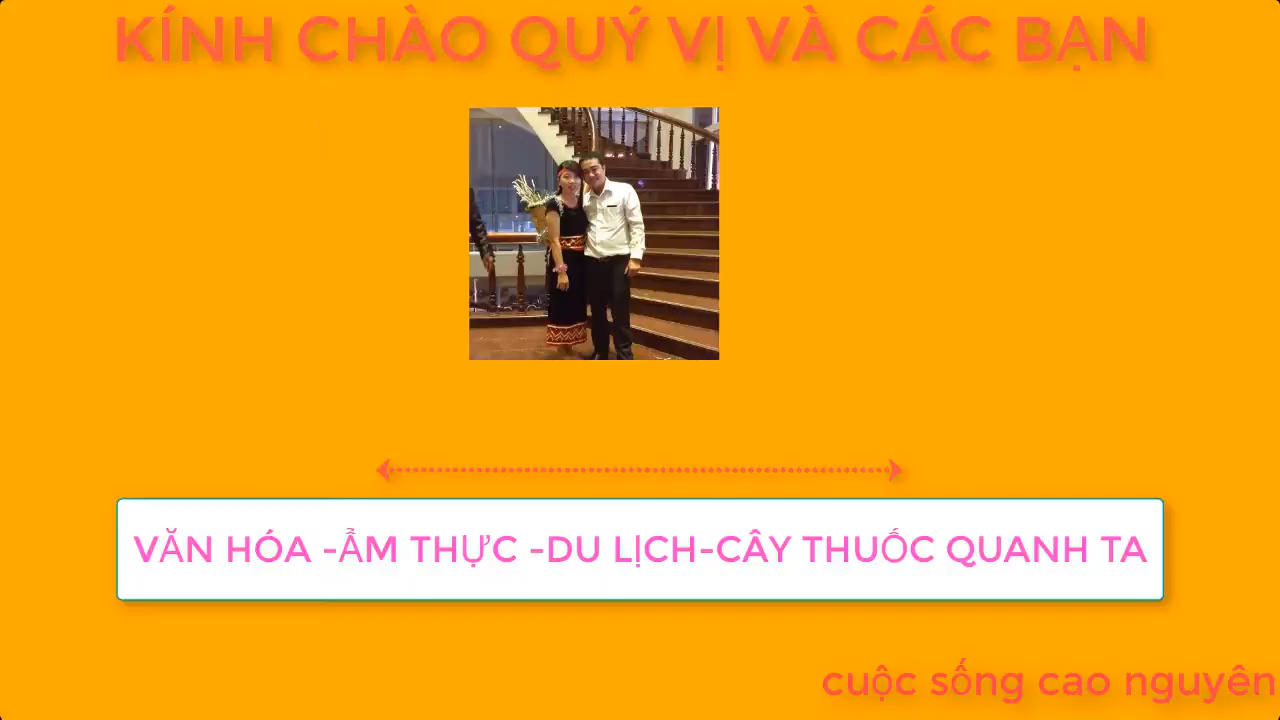 KÍNH CHÀO QUÝ VỊ VÀ CÁC BẠN
VĂN HÓA -ẨM THỰC -DU LỊCH-CÂY THUỐC QUANH TA
cuộc sống cao nguyên